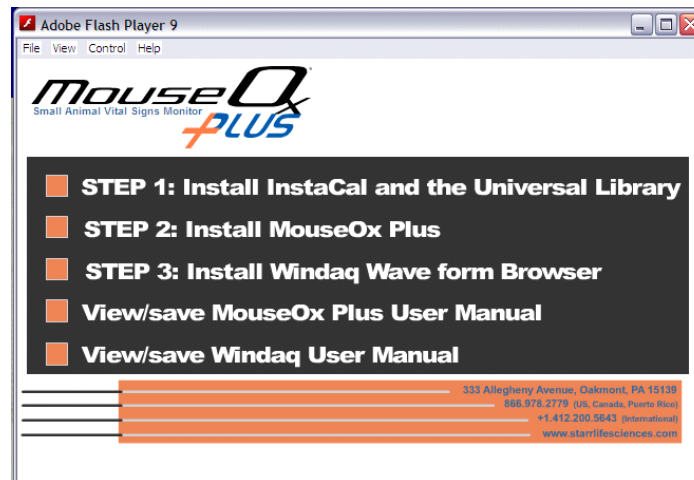 Adobe Flash Player 9
File View Control Help
MouseOx
Small Animal Vital Signs Monitor
PLUS
STEP 1: Install InstaCal and the Universal Library
STEP 2: Install MouseOx Plus
STEP 3: Install Windaq Wave form Browser
View/save MouseOx Plus User Manual
View/save Windaq User Manual
333 Allegheny Avenue, Oakmont, PA 15139
866.978.2779 (US, Canada, Puerto Rico)
+1.412.200.5643 (International)
www.starrlifesciences.com